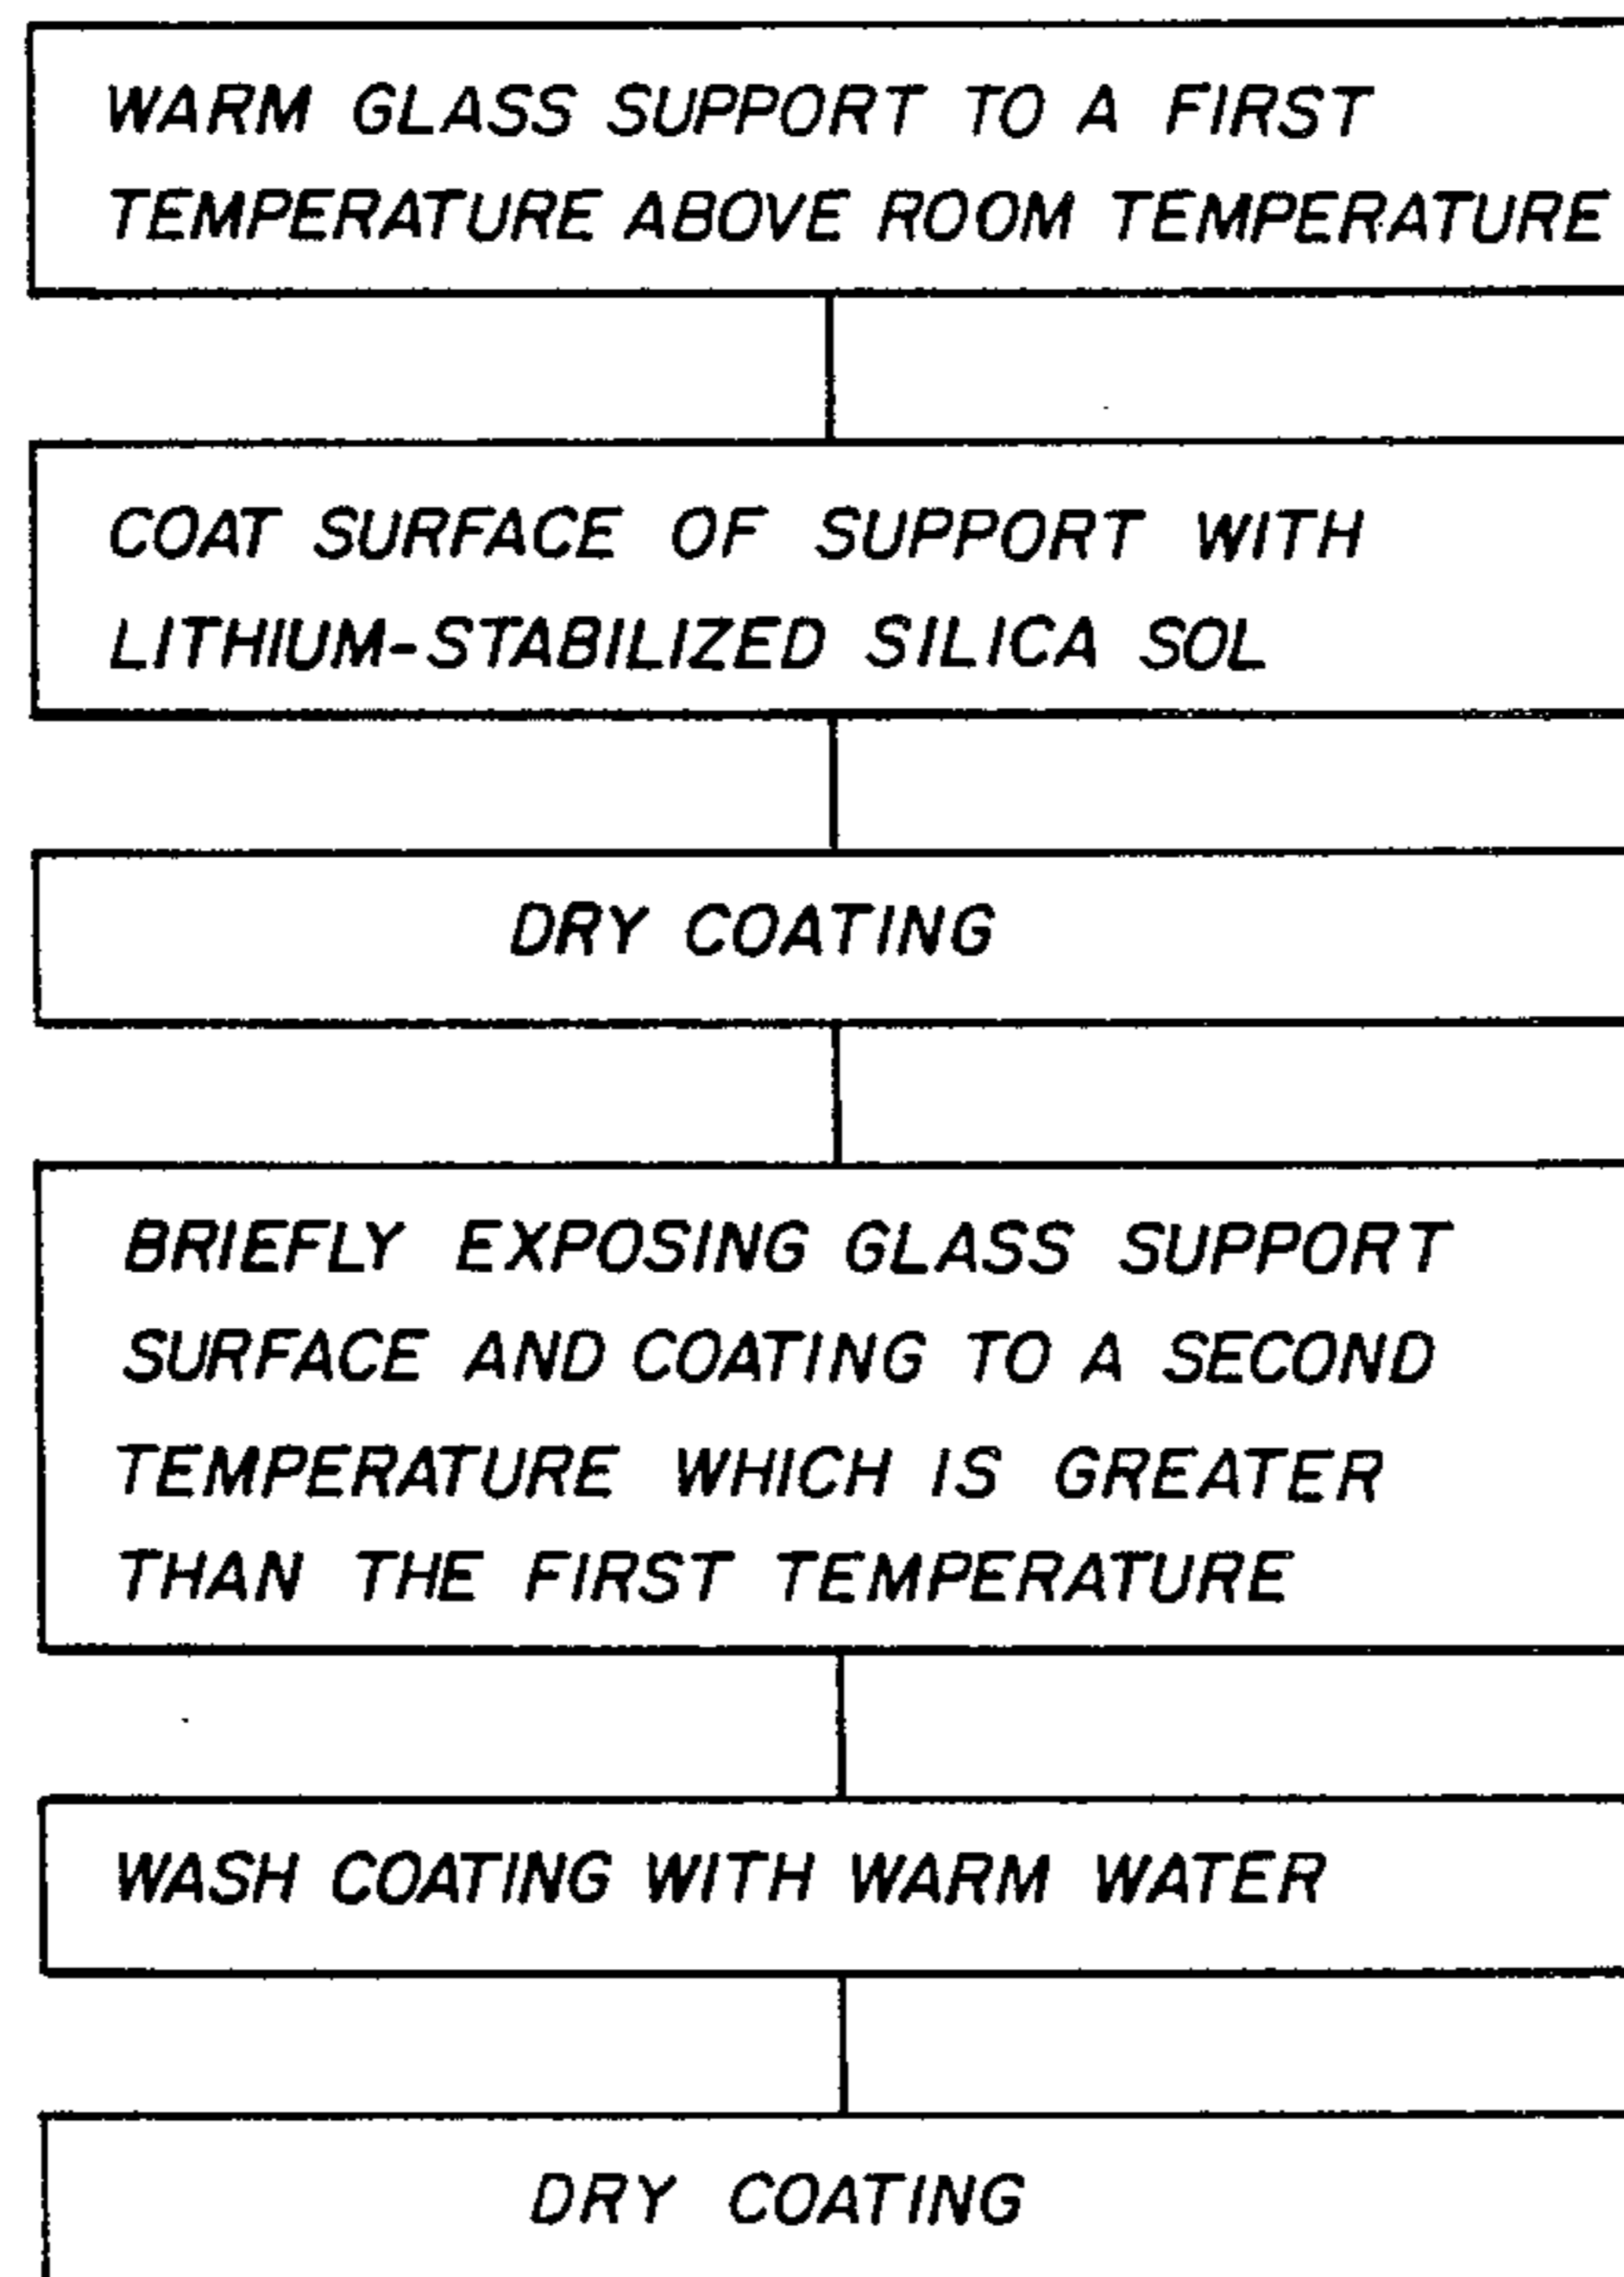 WARM GLASS SUPPORT TO A FIRST
TEMPERATURE ABOVE ROOM TEMPERATURE
COAT SURFACE OF SUPPORT WITH
LITHIUM-STABILIZED SILICA SOL
DRY COATING
BRIEFLY EXPOSING GLASS SUPPORT
SURFACE AND COATING TO A SECOND
TEMPERATURE WHICH IS GREATER
THAN THE FIRST TEMPERATURE
WASH COATING WITH WARM WATER
DRY COATING